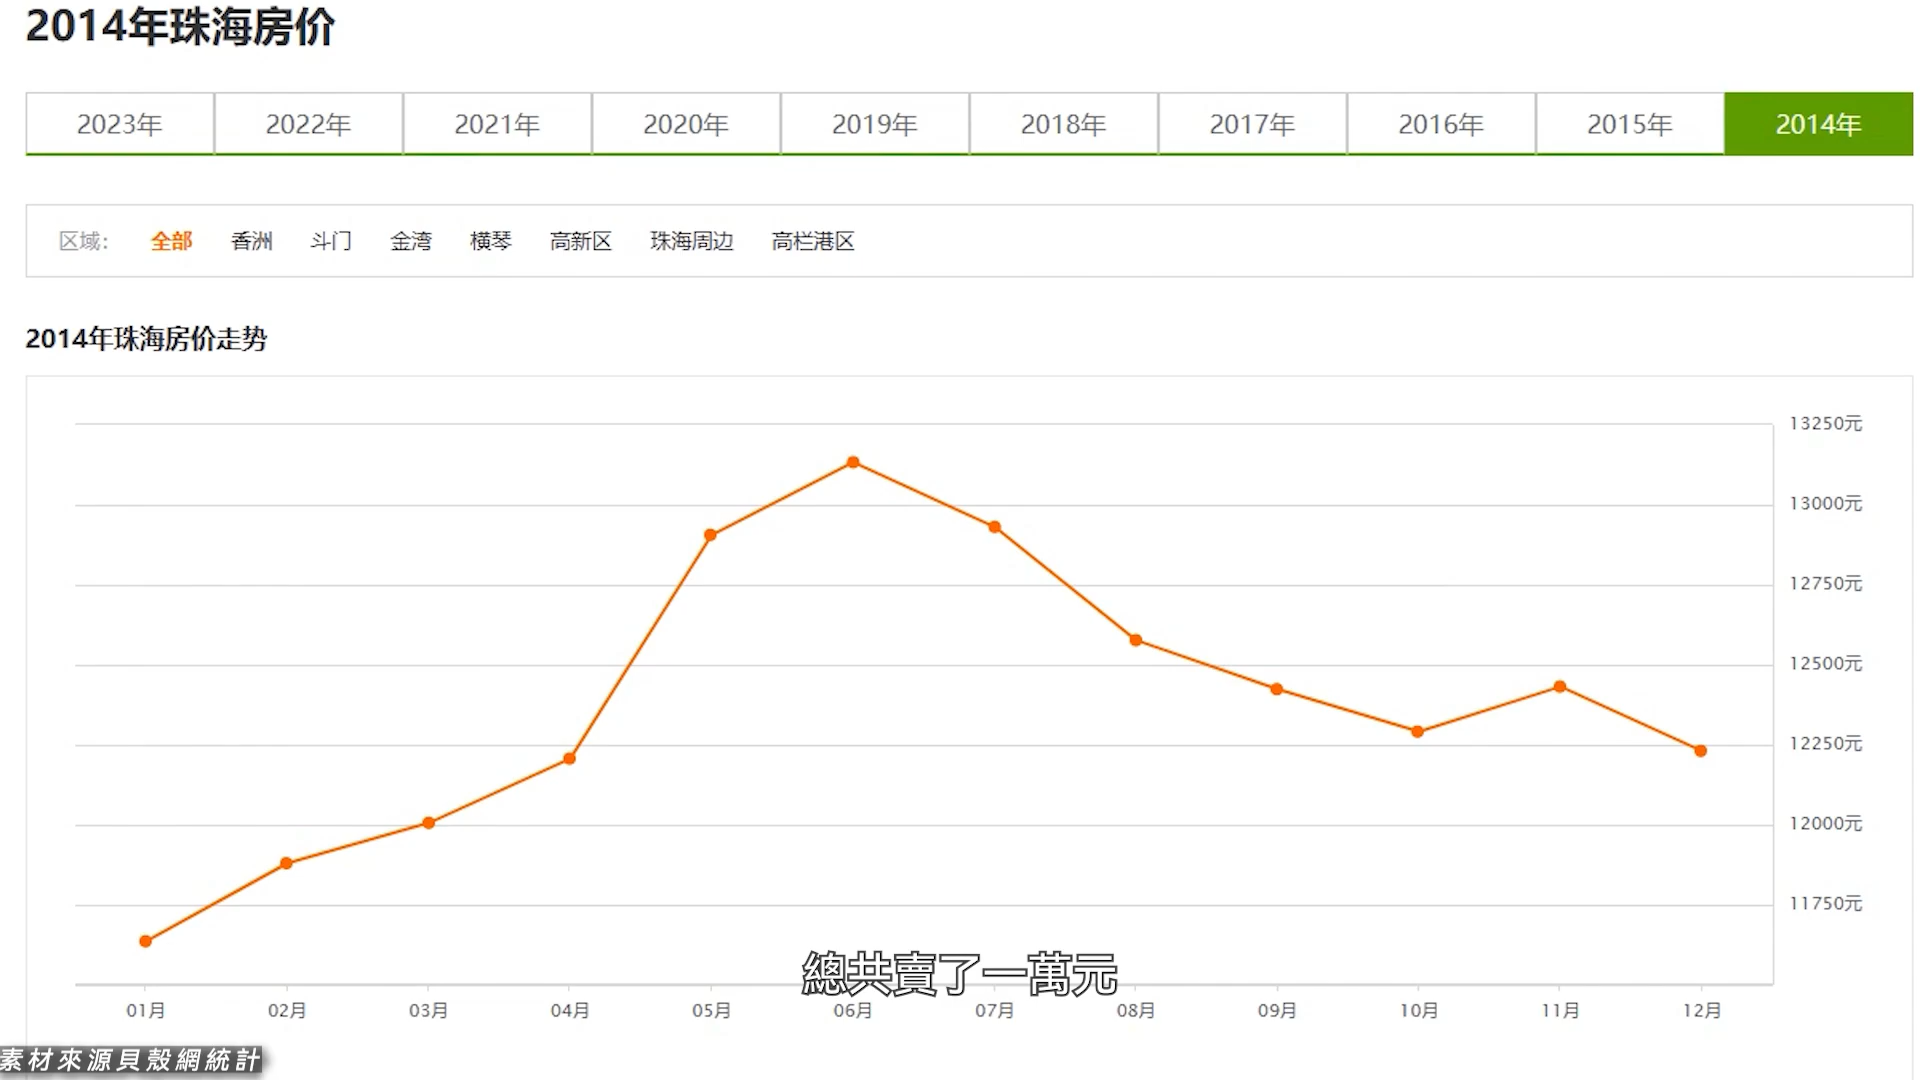 2014年珠海房价
2023年 2022年 2021年 2020年 2019年 2018年 2017年 2016年 2015年 2014年
区域: 全部 香洲 斗门 金湾 横琴 高新区 珠海周边 高栏港区
2014年珠海房价走势
13250元
13000元
12750元
12500元
12250元
12000元
11750元
總共賣了一萬元
01月 02月 03月 04月 05月 06月 07月 08月 09月 10月 11月 12月
素材來源貝殼網統計